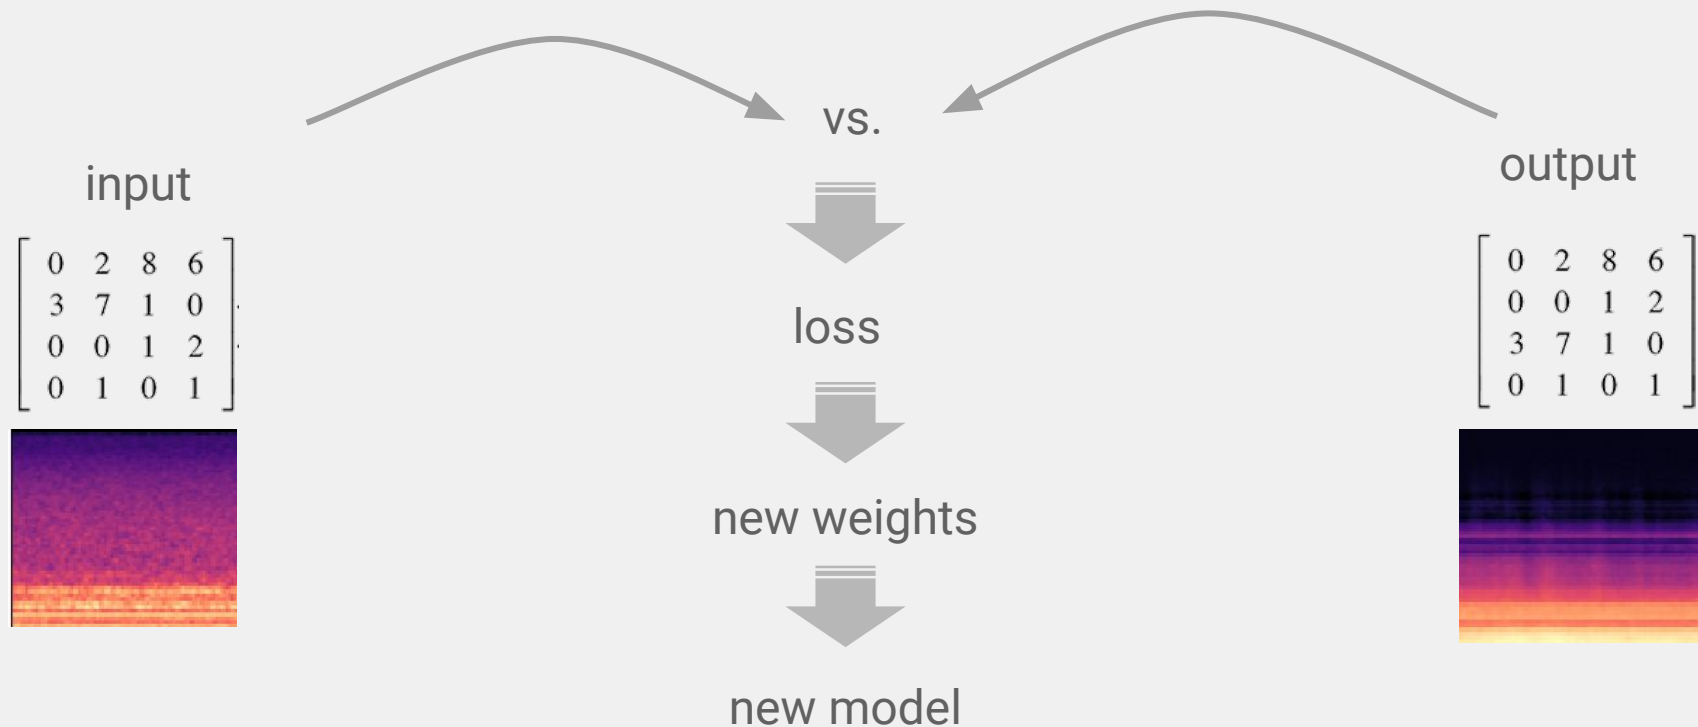 vs.
input
output
0 2 8 6
3 7 1 0
0 0 1 2
0 1 0 1
0 2 8 6
0 0 1 2
3 7 1 0
0 1 0 1
loss
new weights
new model